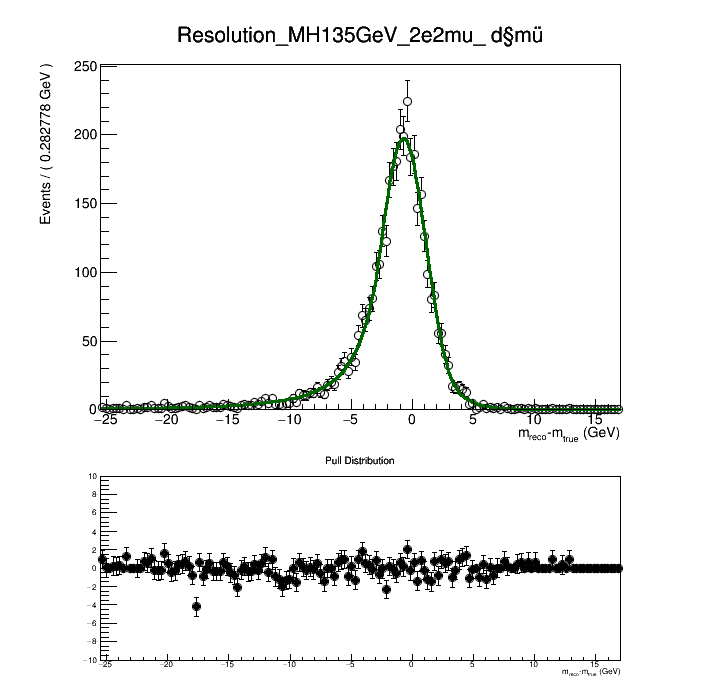 Resolution_MH135GeV_2e2mu_ d§mü
Events / ( 0.282778 GeV )
250
200
150
100
50
0
−25 −20 −15 −10 −5 0 5 10 15
m_reco-m_true (GeV)
Pull Distribution
10
8
6
4
2
0
−2
−4
−6
−8
−10
−25 −20 −15 −10 −5 0 5 10 15
m_reco-m_true (GeV)